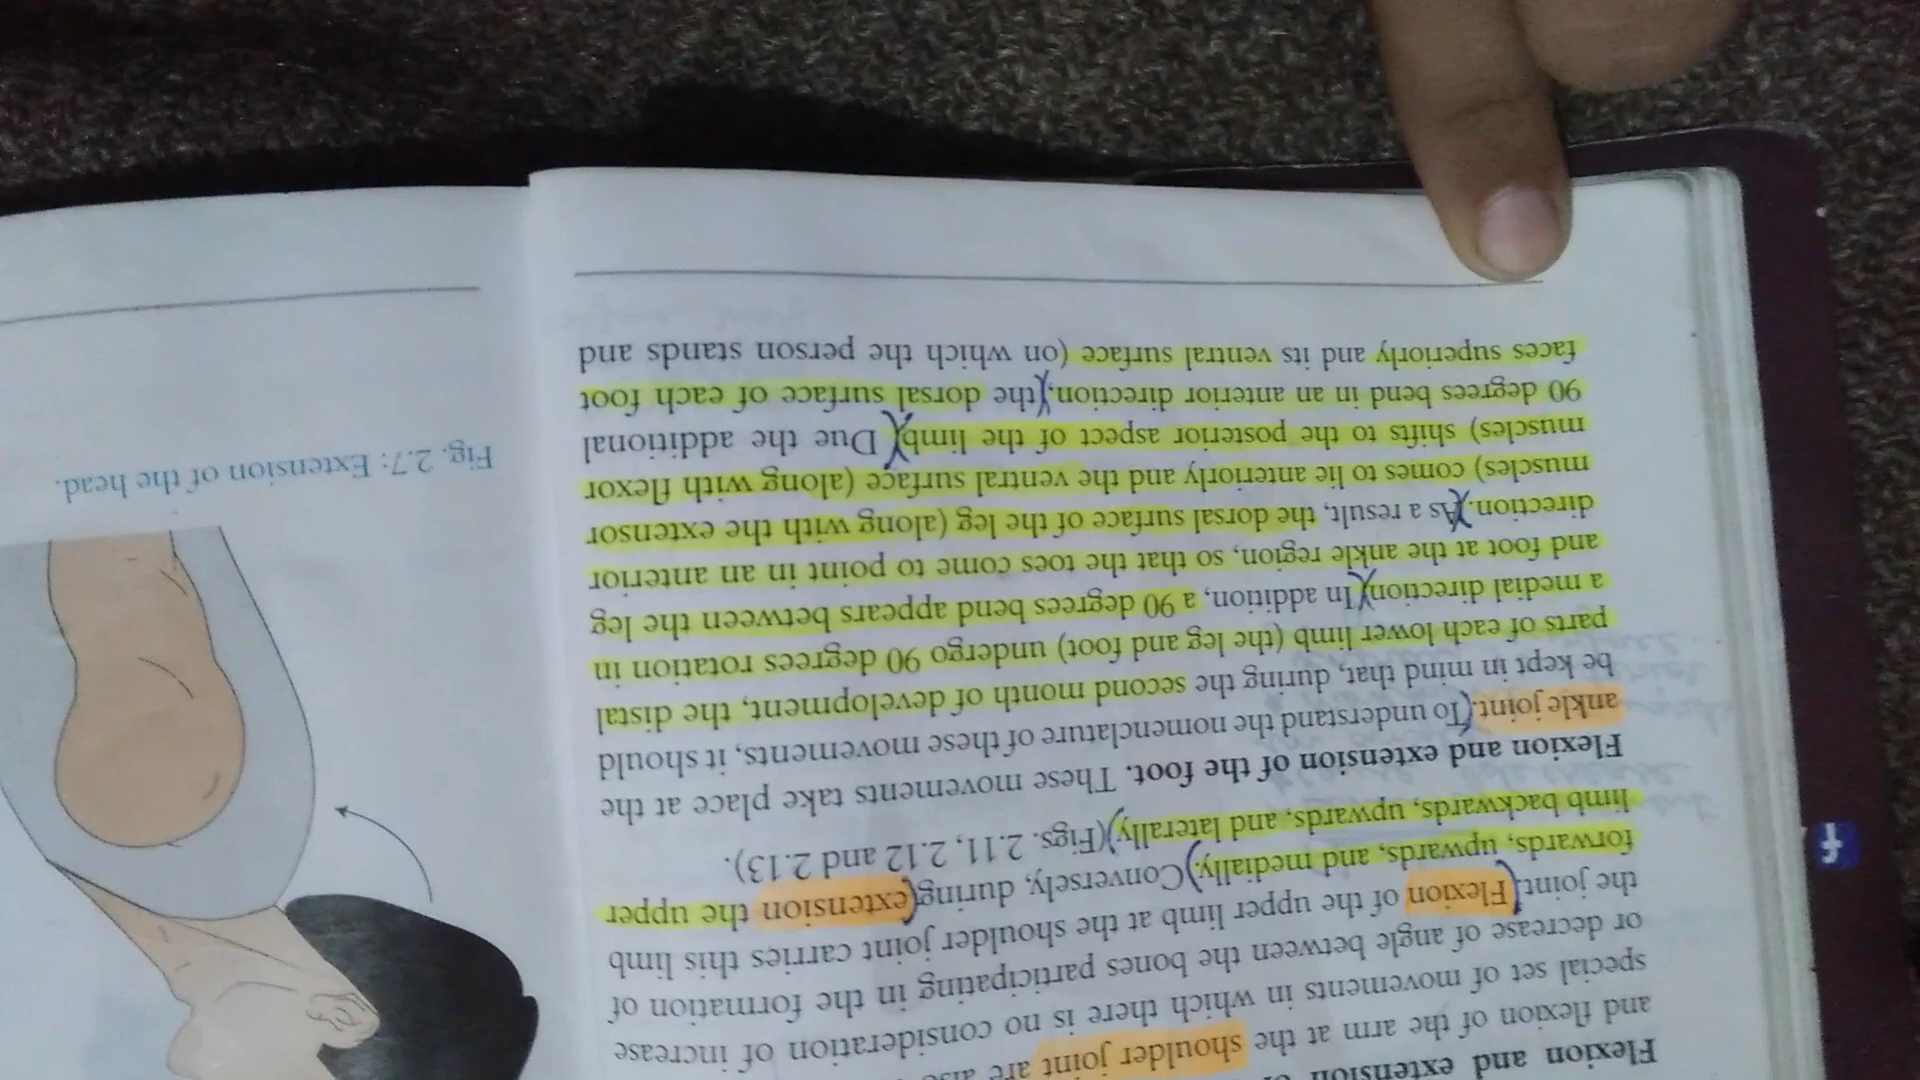 Flexion and extension
and flexion of the arm at the shoulder joint are
special set of movements in which there is no consideration of increase
or decrease of angle between the bones participating in the formation of
the joint. Flexion of the upper limb at the shoulder joint carries this limb
forwards, upwards, and medially. Conversely, during extension the upper
limb backwards, upwards, and laterally (Figs. 2.11, 2.12 and 2.13).
Flexion and extension of the foot. These movements take place at the
ankle joint. To understand the nomenclature of these movements, it should
be kept in mind that, during the second month of development, the distal
parts of each lower limb (the leg and foot) undergo 90 degrees rotation in
a medial direction. In addition, a 90 degrees bend appears between the leg
and foot at the ankle region, so that the toes come to point in an anterior
direction. As a result, the dorsal surface of the leg (along with the extensor
muscles) comes to lie anteriorly and the ventral surface (along with flexor
muscles) shifts to the posterior aspect of the limb. Due the additional
90 degrees bend in an anterior direction, the dorsal surface of each foot
faces superiorly and its ventral surface (on which the person stands and
Fig. 2.7: Extension of the head.
f